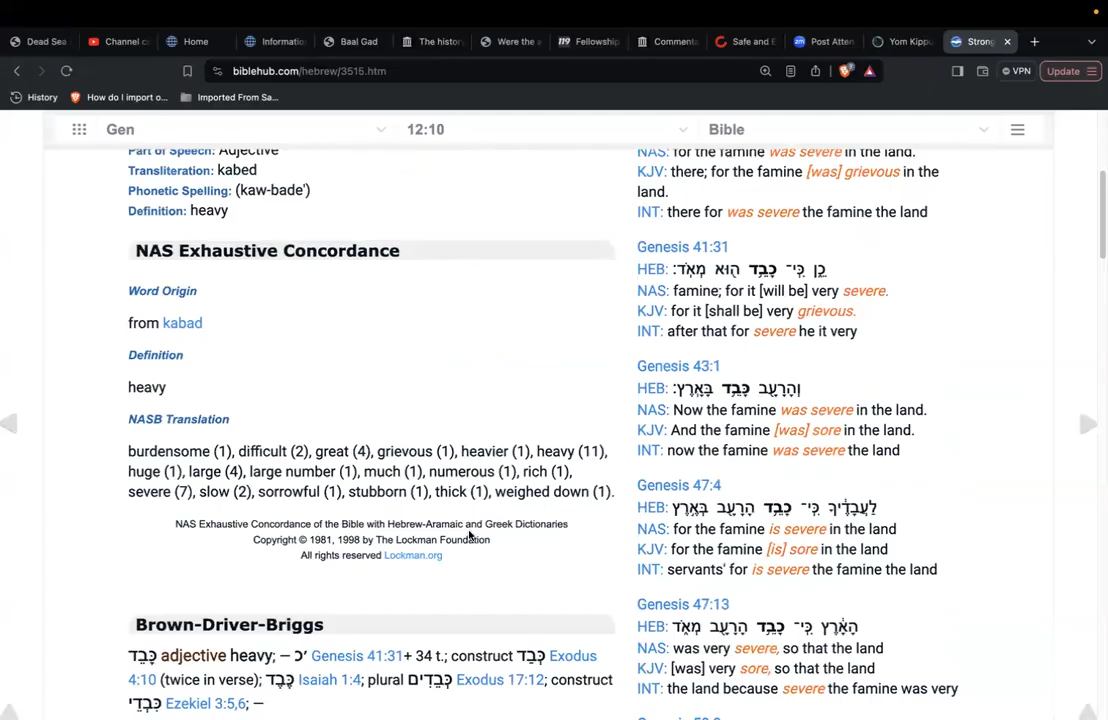 Dead Sea
Channel c
Home
Informatio
Baal Gad
The history
Were the a
119 Fellowship
Commenta
Safe and E
Post Atten
Yom Kippu
Strong
biblehub.com/hebrew/3515.htm
VPN
Update
History
How do I import o...
Imported From Sa...
Gen
12:10
Bible
Part of Speech: Adjective
Transliteration: kabed
Phonetic Spelling: (kaw-bade')
Definition: heavy
NAS Exhaustive Concordance
Word Origin
from kabad
Definition
heavy
NASB Translation
burdensome (1), difficult (2), great (4), grievous (1), heavier (1), heavy (11),
huge (1), large (4), large number (1), much (1), numerous (1), rich (1),
severe (7), slow (2), sorrowful (1), stubborn (1), thick (1), weighed down (1).
NAS Exhaustive Concordance of the Bible with Hebrew-Aramaic and Greek Dictionaries
Copyright © 1981, 1998 by The Lockman Foundation
All rights reserved Lockman.org
Brown-Driver-Briggs
כָּבֵד adjective heavy; — ׳כ Genesis 41:31+ 34 t.; construct כְּבַד Exodus
4:10 (twice in verse); כֶּבֶד Isaiah 1:4; plural כְּבֵדִים Exodus 17:12; construct
כִּבְדֵי Ezekiel 3:5,6; —
NAS: for the famine was severe in the land.
KJV: there; for the famine [was] grievous in the
land.
INT: there for was severe the famine the land
Genesis 41:31
HEB: כֵ֑ן כִּֽי־ כָבֵ֥ד ה֖וּא מְאֹֽד׃
NAS: famine; for it [will be] very severe.
KJV: for it [shall be] very grievous.
INT: after that for severe he it very
Genesis 43:1
HEB: וְהָרָעָ֖ב כָּבֵ֥ד בָּאָֽרֶץ׃
NAS: Now the famine was severe in the land.
KJV: And the famine [was] sore in the land.
INT: now the famine was severe the land
Genesis 47:4
HEB: לַעֲבָדֶ֔יךָ כִּֽי־ כָבֵ֥ד הָרָעָ֖ב בְּאֶ֣רֶץ
NAS: for the famine is severe in the land
KJV: for the famine [is] sore in the land
INT: servants' for is severe the famine the land
Genesis 47:13
HEB: הָאָ֔רֶץ כִּֽי־ כָבֵ֥ד הָרָעָ֖ב מְאֹ֑ד
NAS: was very severe, so that the land
KJV: [was] very sore, so that the land
INT: the land because severe the famine was very